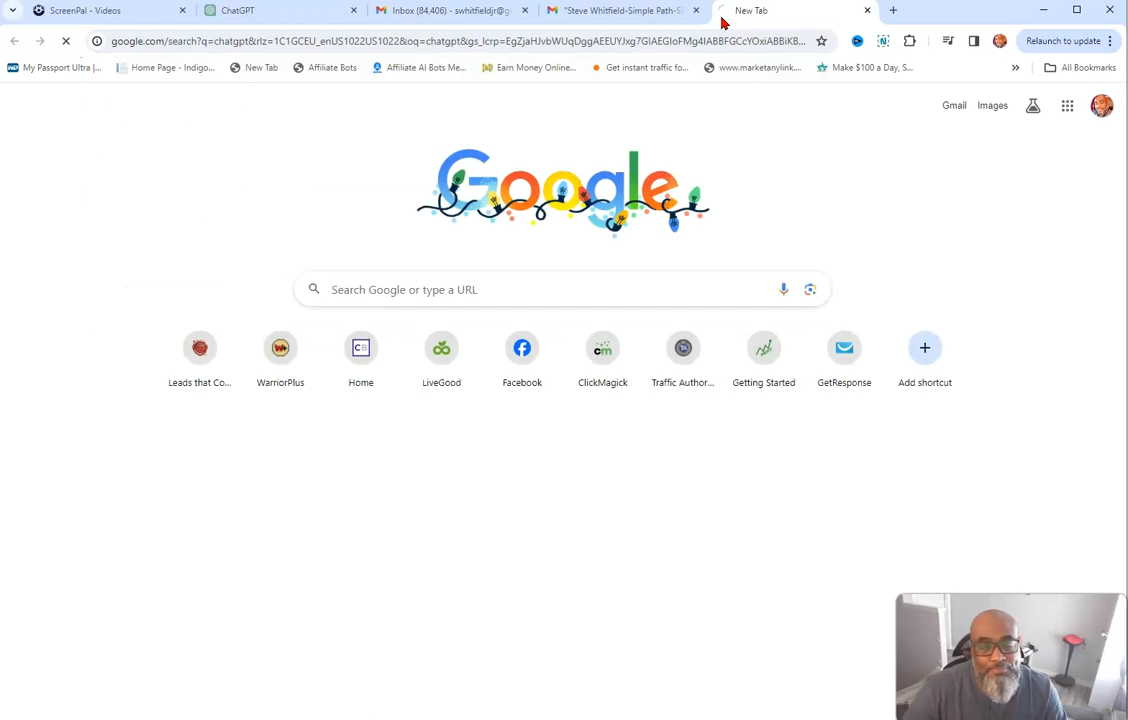 ScreenPal - Videos
ChatGPT
Inbox (84,406) - swhitfieldjr@g
"Steve Whitfield-Simple Path-S
New Tab
google.com/search?q=chatgpt&rlz=1C1GCEU_enUS1022US1022&oq=chatgpt&gs_lcrp=EgZjaHJvbWUqDggAEEUYJxg7GIAEGIoFMg4IABBFGCcYOxiABBiKB...
Relaunch to update
My Passport Ultra |...
Home Page - Indigo...
New Tab
Affiliate Bots
Affiliate AI Bots Me...
Earn Money Online...
Get instant traffic fo...
www.marketanylink....
Make $100 a Day, S...
All Bookmarks
Gmail
Images
Google
Search Google or type a URL
Leads that Co...
WarriorPlus
Home
LiveGood
Facebook
ClickMagick
Traffic Author...
Getting Started
GetResponse
Add shortcut